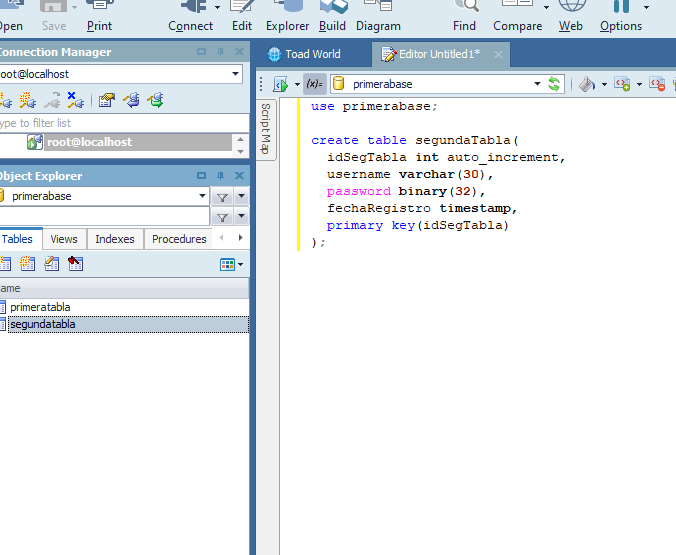 Open Save Print Connect Edit Explorer Build Diagram Find Compare Web Options
Connection Manager
root@localhost
type to filter list
root@localhost
Object Explorer
primerabase
Tables Views Indexes Procedures
Name
primeratabla
segundatabla
Toad World Editor Untitled1*
(x)= primerabase
Script Map
use primerabase;
create table segundaTabla(
idSegTabla int auto_increment,
username varchar(30),
password binary(32),
fechaRegistro timestamp,
primary key(idSegTabla)
);